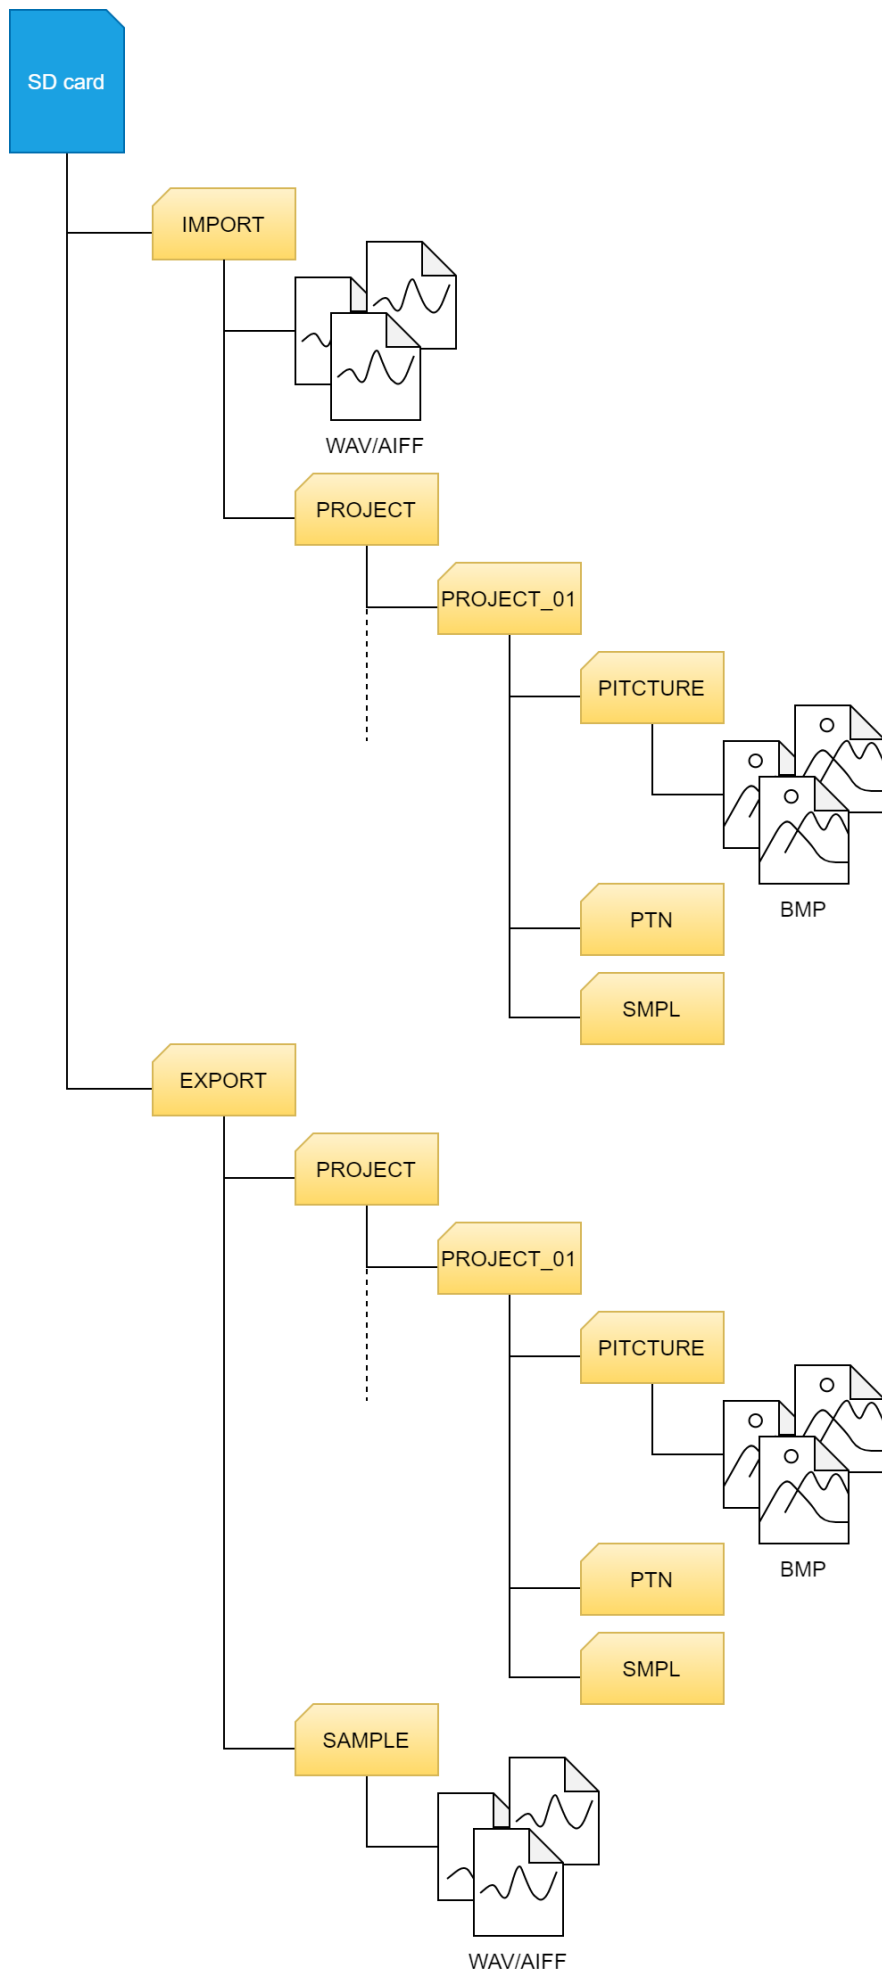 SD card
IMPORT
WAV/AIFF
PROJECT
PROJECT_01
PITCTURE
BMP
PTN
SMPL
EXPORT
PROJECT
PROJECT_01
PITCTURE
BMP
PTN
SMPL
SAMPLE
WAV/AIFF